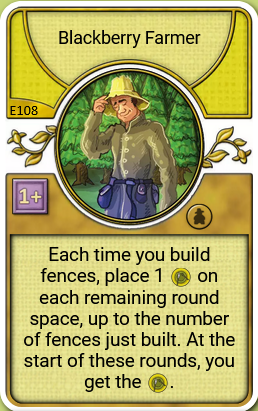 Blackberry Farmer
E108
1+
Each time you build
fences, place 1 on
each remaining round
space, up to the number
of fences just built. At the
start of these rounds, you
get the .